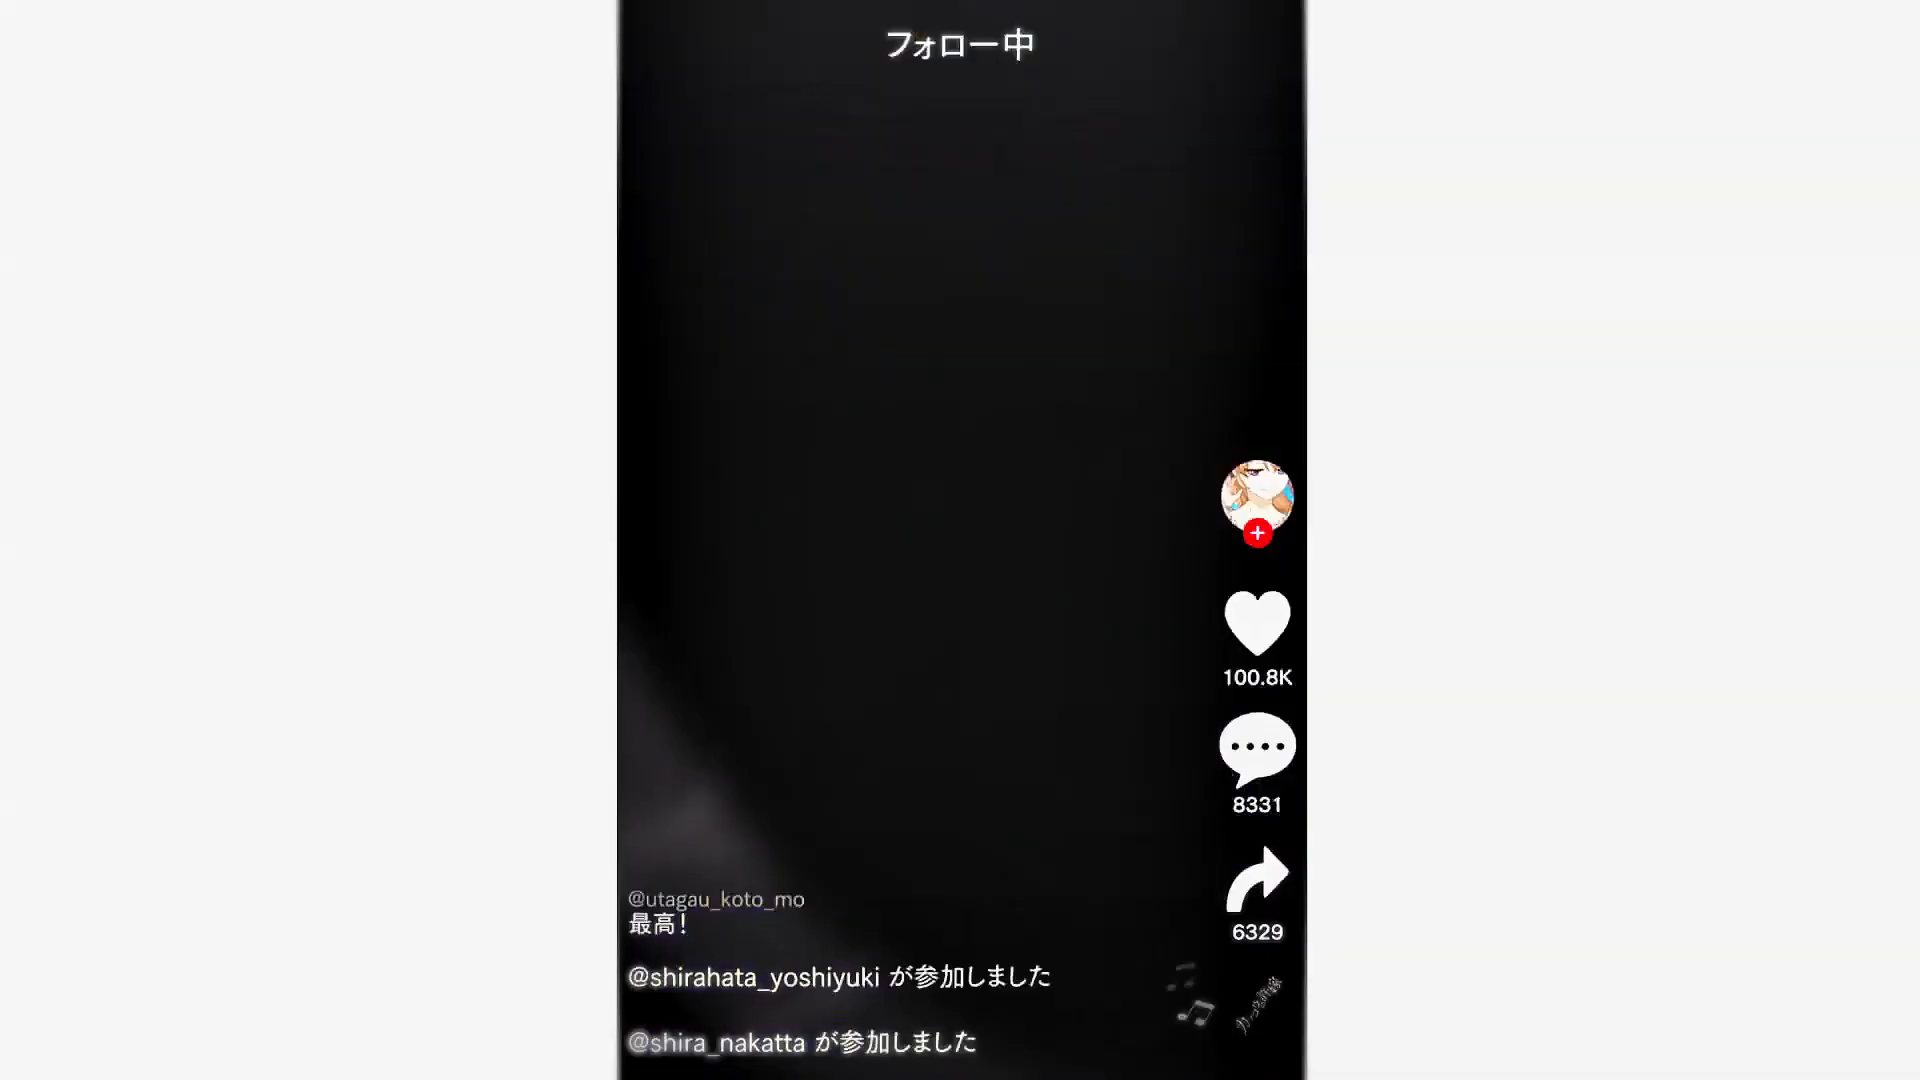 フォロー中
100.8K
8331
6329
@utagau_koto_mo
最高！
@shirahata_yoshiyuki が参加しました
@shira_nakatta が参加しました